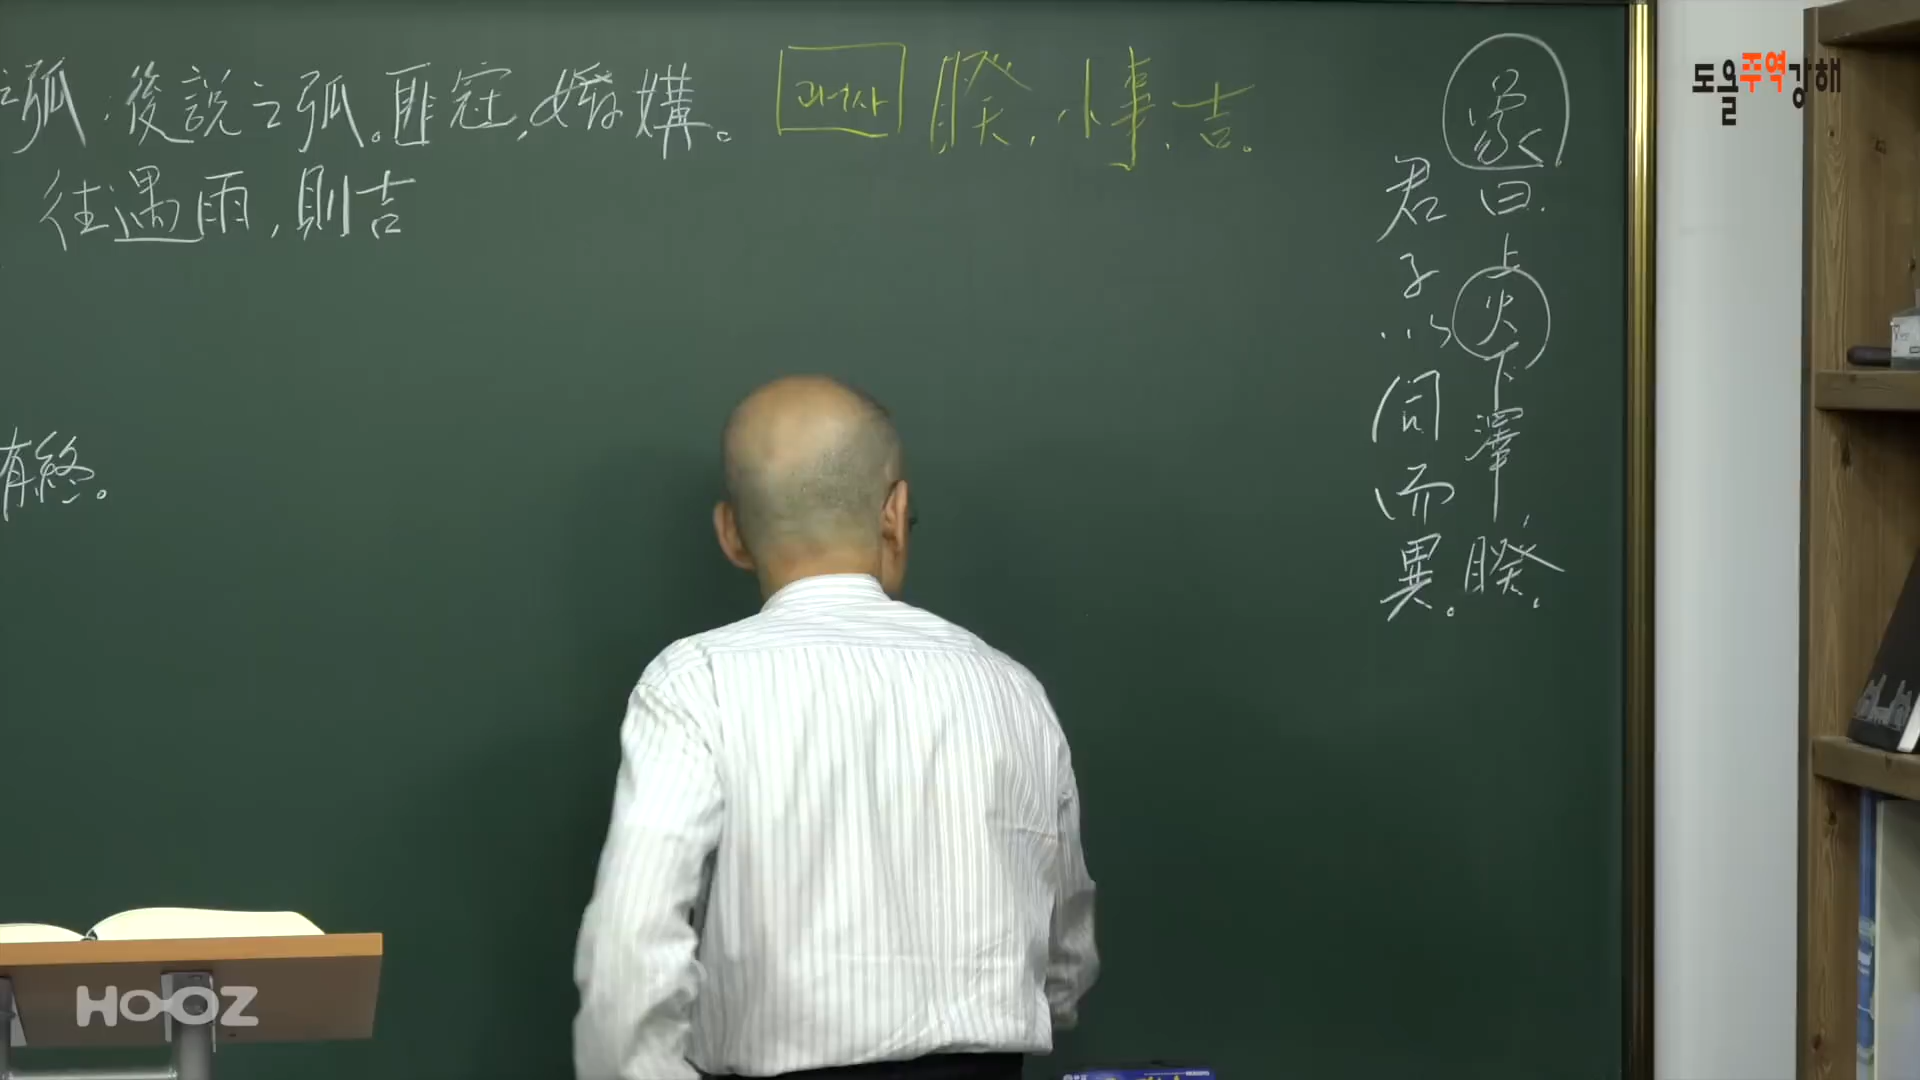 之弧, 後說之弧。匪寇, 婚媾。
往遇雨, 則吉
有終。
괘사 睽, 小事, 吉。
象曰. 上火下澤, 睽.
君子以同而異。
도올주역강해
HOOZ